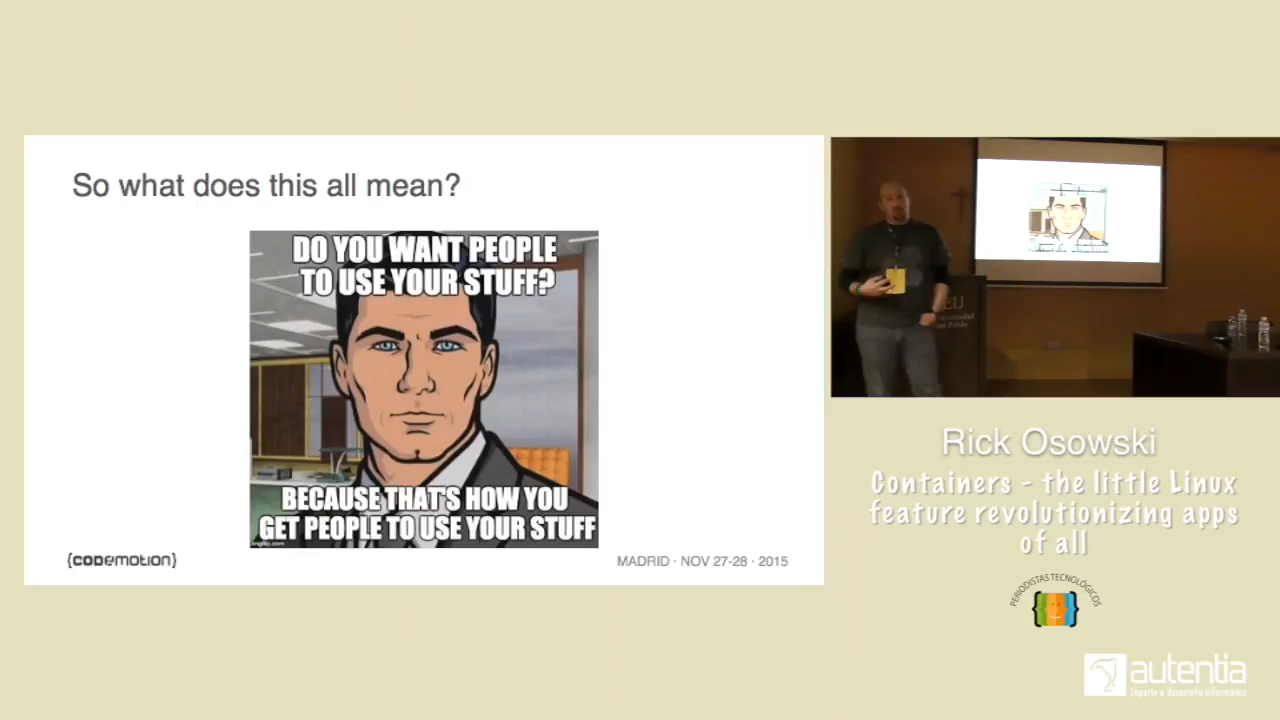 So what does this all mean?
DO YOU WANT PEOPLE
TO USE YOUR STUFF?
BECAUSE THAT'S HOW YOU
GET PEOPLE TO USE YOUR STUFF
imgflip.com
{CODEMOTION}
MADRID · NOV 27-28 · 2015
Rick Osowski
Containers - the little Linux
feature revolutionizing apps
of all
PERIODISTAS TECNOLÓGICOS
autentia
Soporte a desarrollo informático